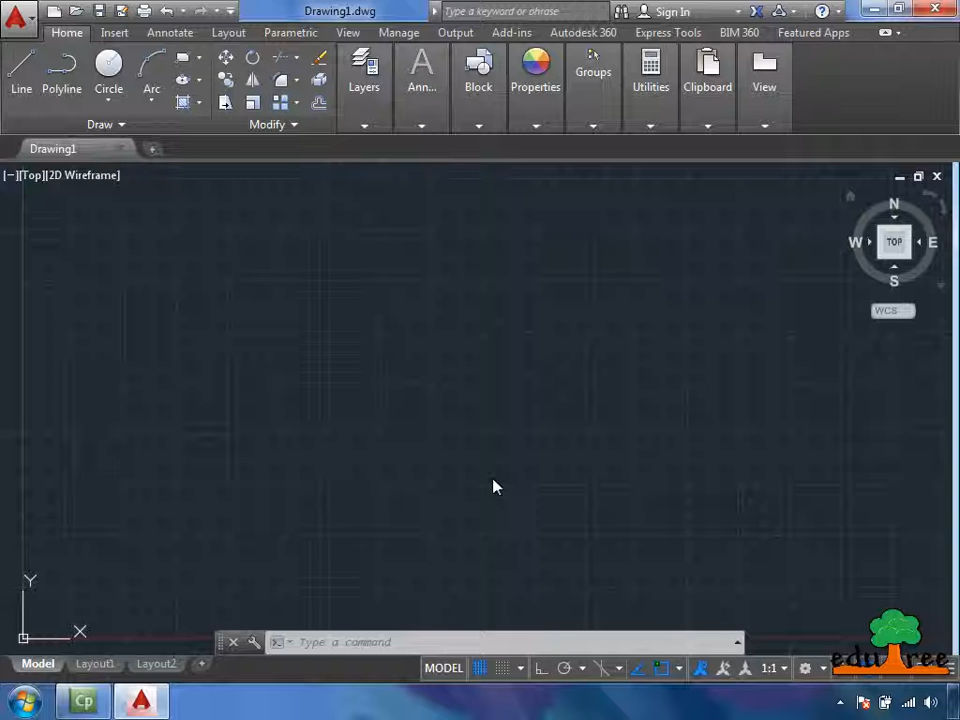 Drawing1.dwg
Type a keyword or phrase
Sign In
Home Insert Annotate Layout Parametric View Manage Output Add-ins Autodesk 360 Express Tools BIM 360 Featured Apps
Line Polyline Circle Arc Layers Ann... Block Properties Groups Utilities Clipboard View
Draw Modify
Drawing1
[−][Top][2D Wireframe]
N
W TOP E
S
WCS
Y
X
Type a command
Model Layout1 Layout2 +
MODEL 1:1
edutree
Cp